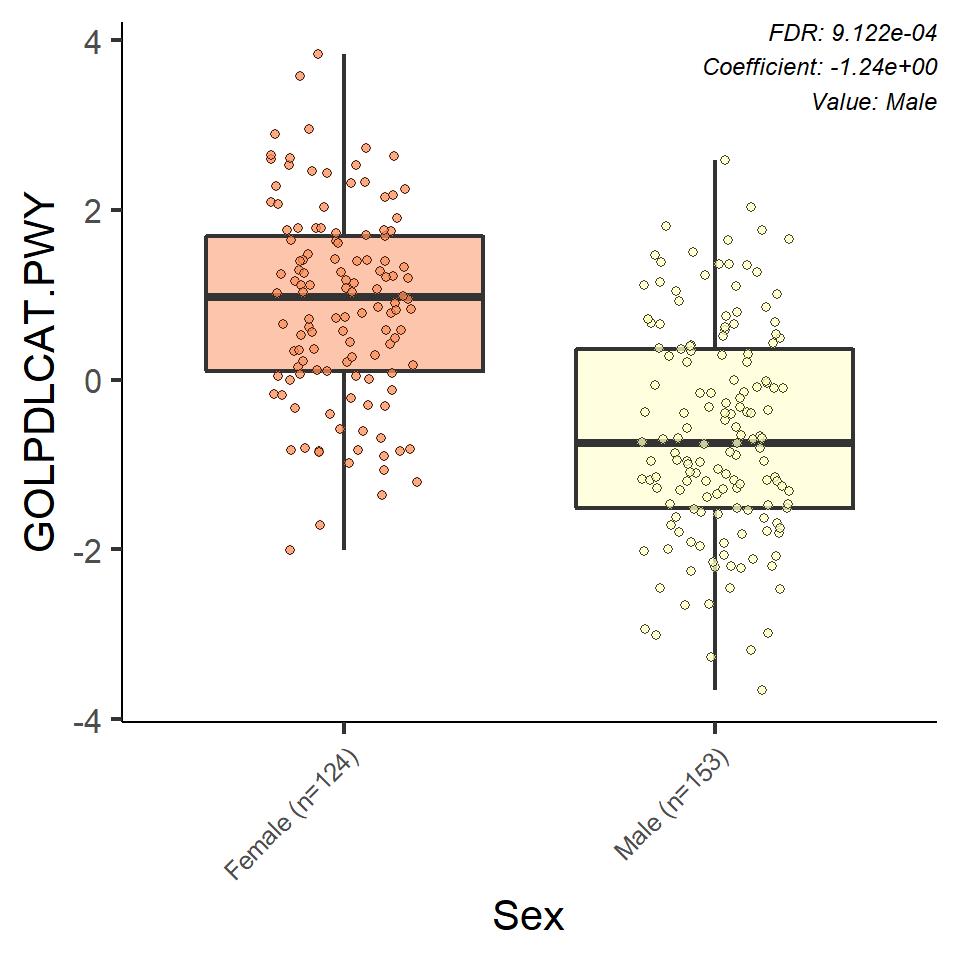 FDR: 9.122e-04
Coefficient: -1.24e+00
Value: Male
GOLPDLCAT.PWY
4
2
0
-2
-4
Female (n=124)
Male (n=153)
Sex